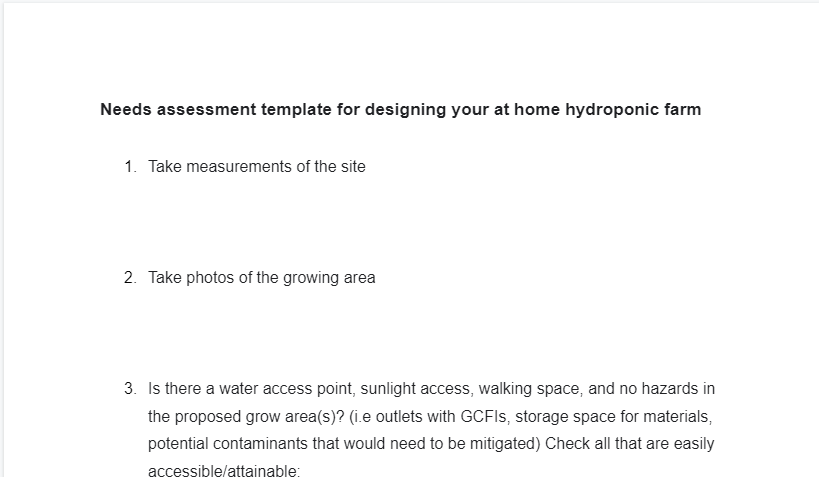 Needs assessment template for designing your at home hydroponic farm
1. Take measurements of the site
2. Take photos of the growing area
3. Is there a water access point, sunlight access, walking space, and no hazards in
the proposed grow area(s)? (i.e outlets with GCFIs, storage space for materials,
potential contaminants that would need to be mitigated) Check all that are easily
accessible/attainable: